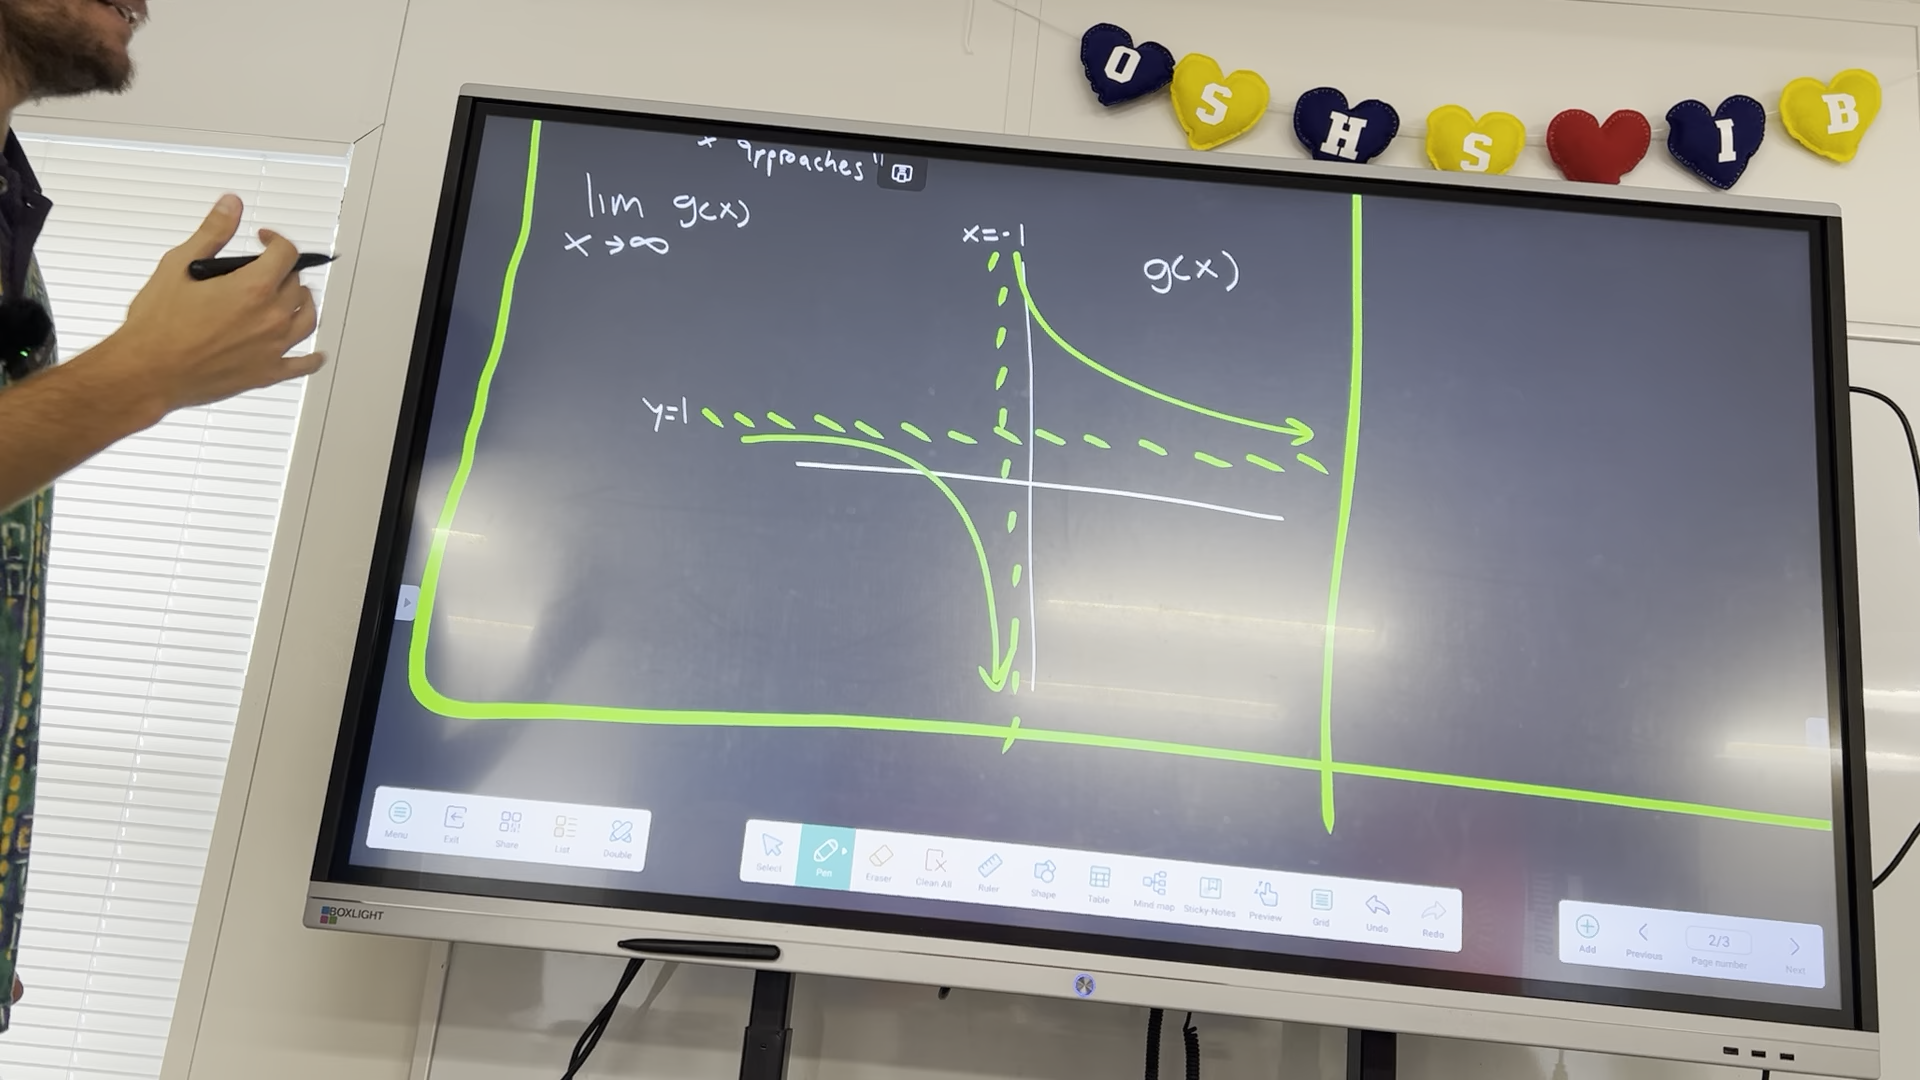 O S H S I B
x approaches"
lim g(x)
x→∞
x=-1
g(x)
y=1
Menu Exit Share List Double
Select Pen Eraser Clean All Ruler Shape Table Mind map Sticky Notes Preview Grid Undo Redo
Add Previous 2/3 Page number Next
BOXLIGHT